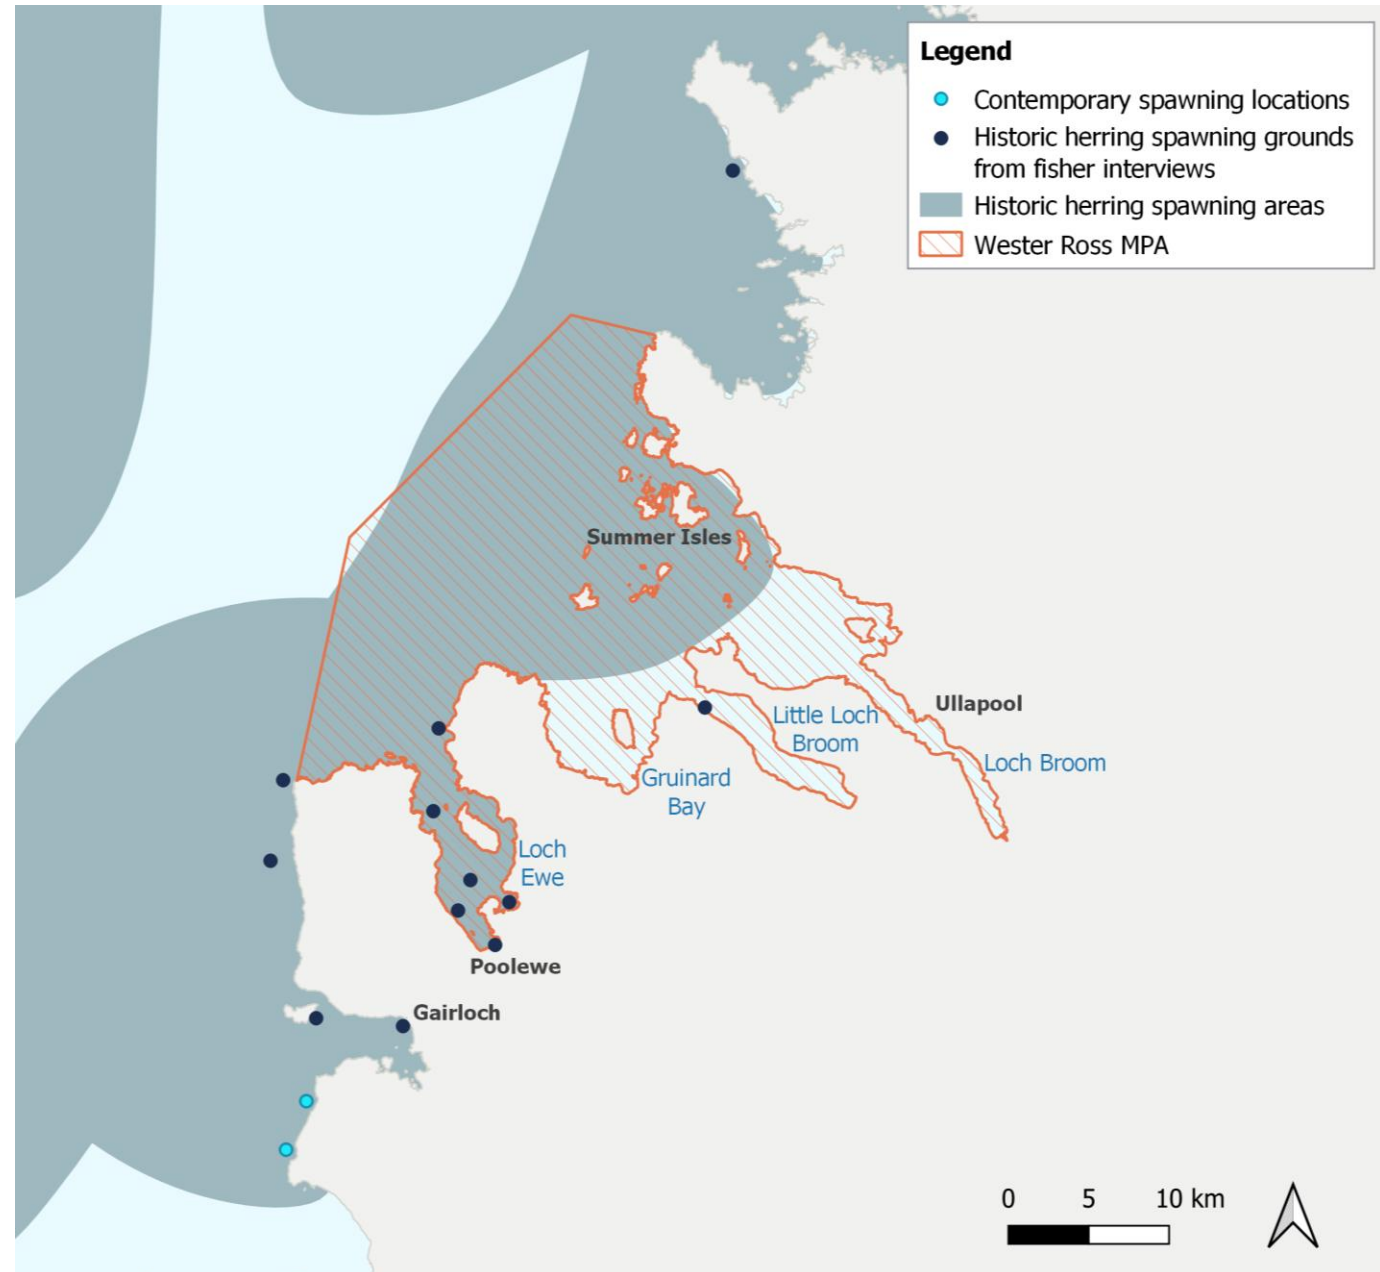 Legend
Contemporary spawning locations
Historic herring spawning grounds
from fisher interviews
Historic herring spawning areas
Wester Ross MPA
Summer Isles
Ullapool
Little Loch
Broom
Loch Broom
Gruinard
Bay
Loch
Ewe
Poolewe
Gairloch
0 5 10 km